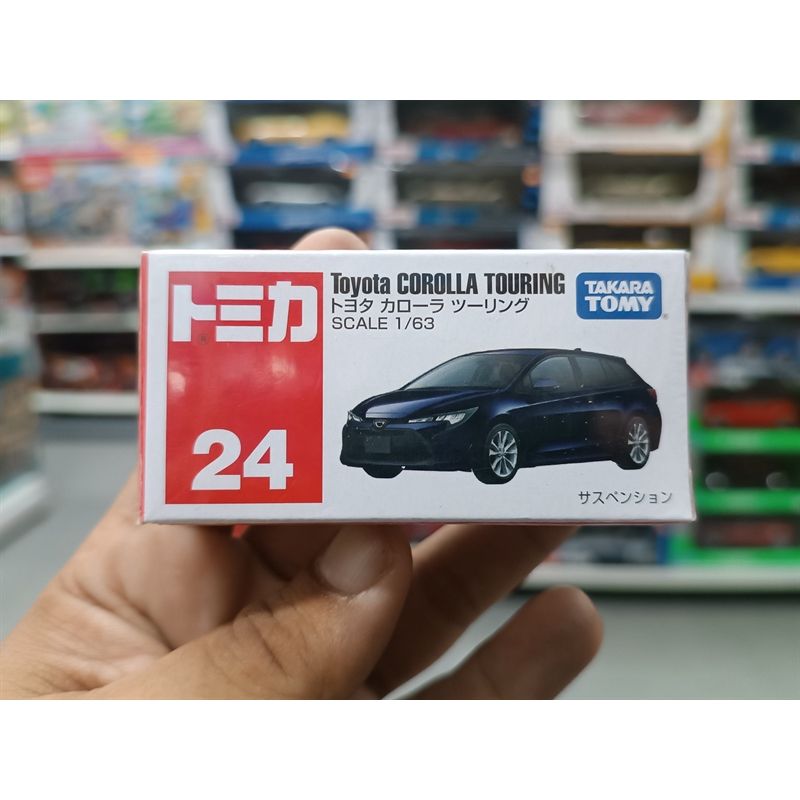 トミカ
24
Toyota COROLLA TOURING
トヨタ カローラ ツーリング
SCALE 1/63
TAKARA
TOMY
サスペンション